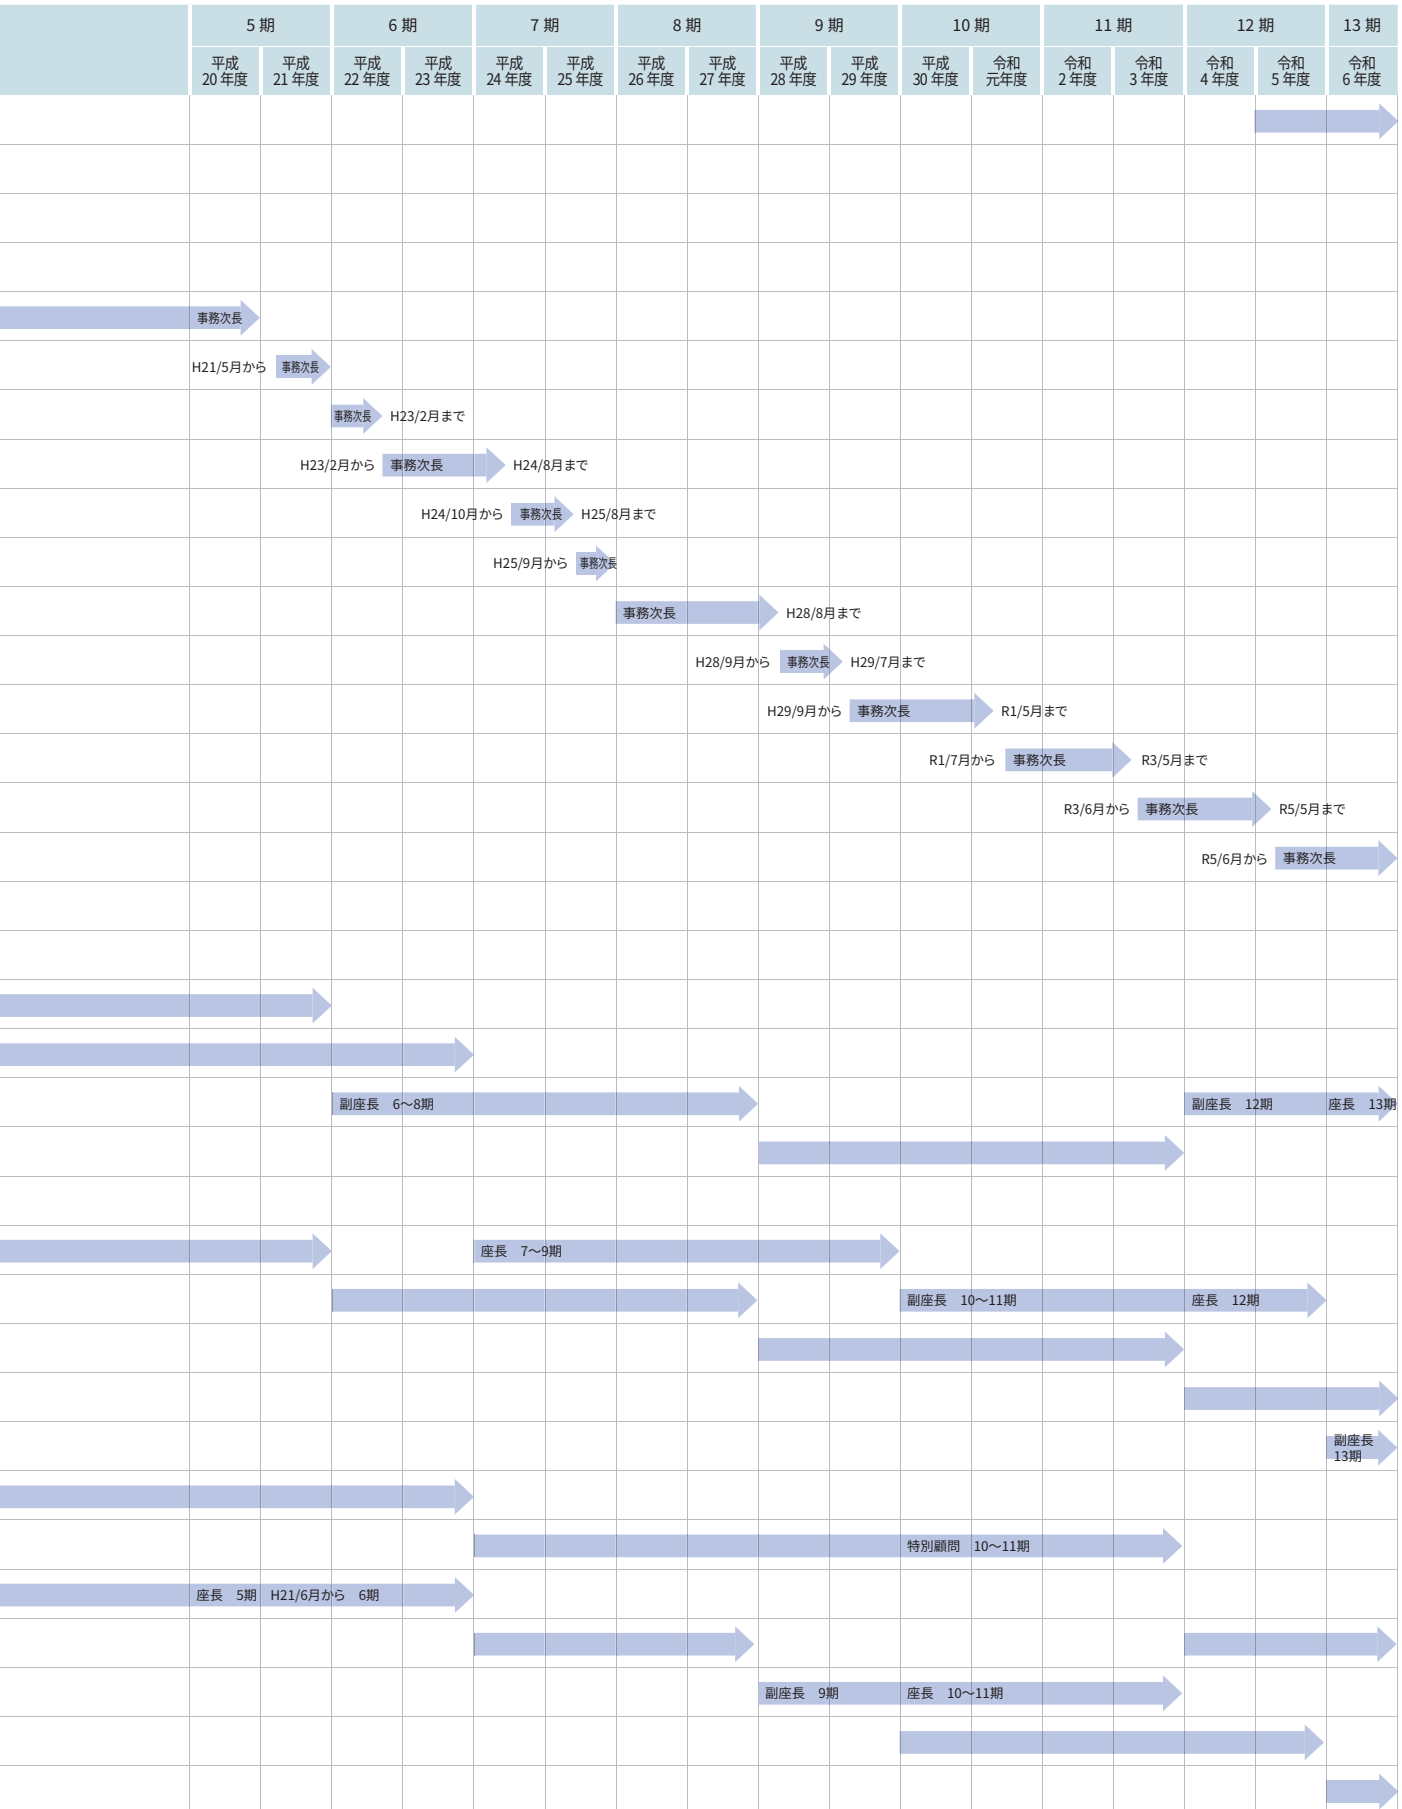 5 期
6 期
7 期
8 期
9 期
10 期
11 期
12 期
13 期
平成
20 年度
平成
21 年度
平成
22 年度
平成
23 年度
平成
24 年度
平成
25 年度
平成
26 年度
平成
27 年度
平成
28 年度
平成
29 年度
平成
30 年度
令和
元年度
令和
2 年度
令和
3 年度
令和
4 年度
令和
5 年度
令和
6 年度
事務次長
H21/5月から 事務次長
事務次長 H23/2月まで
H23/2月から 事務次長 H24/8月まで
H24/10月から 事務次長 H25/8月まで
H25/9月から 事務次長
事務次長 H28/8月まで
H28/9月から 事務次長 H29/7月まで
H29/9月から 事務次長 R1/5月まで
R1/7月から 事務次長 R3/5月まで
R3/6月から 事務次長 R5/5月まで
R5/6月から 事務次長
副座長　6～8期 副座長　12期 座長　13期
座長　7～9期
副座長　10～11期 座長　12期
副座長
13期
特別顧問　10～11期
座長　5期　H21/6月から　6期
副座長　9期 座長　10～11期